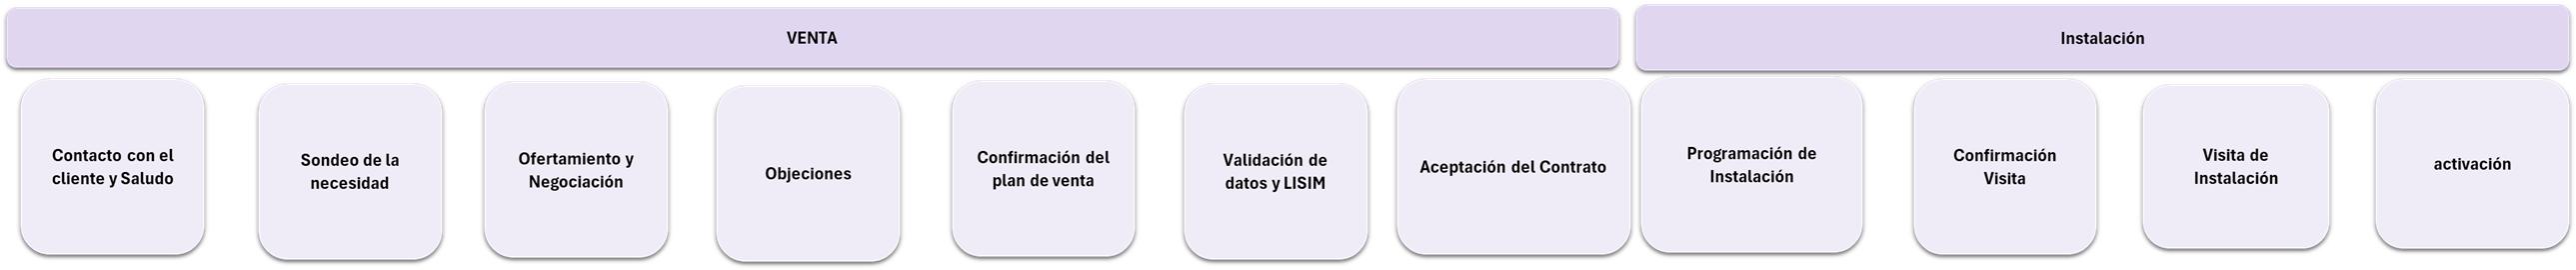 VENTA
Instalación
Contacto con el
cliente y Saludo
Sondeo de la
necesidad
Ofertamiento y
Negociación
Objeciones
Confirmación del
plan de venta
Validación de
datos y LISIM
Aceptación del Contrato
Programación de
Instalación
Confirmación
Visita
Visita de
Instalación
activación